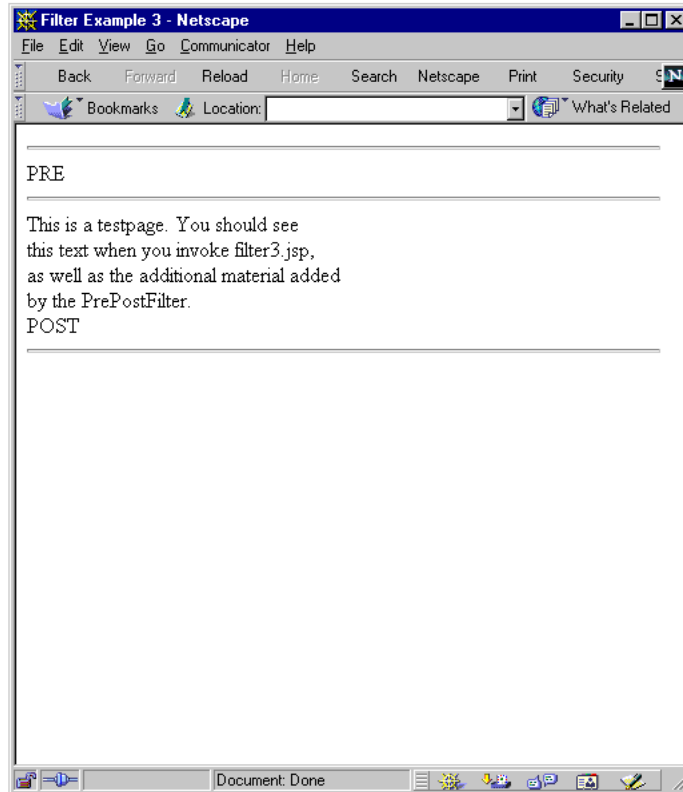 Filter Example 3 - Netscape
File Edit View Go Communicator Help
Back Forward Reload Home Search Netscape Print Security S N
Bookmarks Location: What's Related
PRE
This is a testpage. You should see
this text when you invoke filter3.jsp,
as well as the additional material added
by the PrePostFilter.
POST
Document: Done